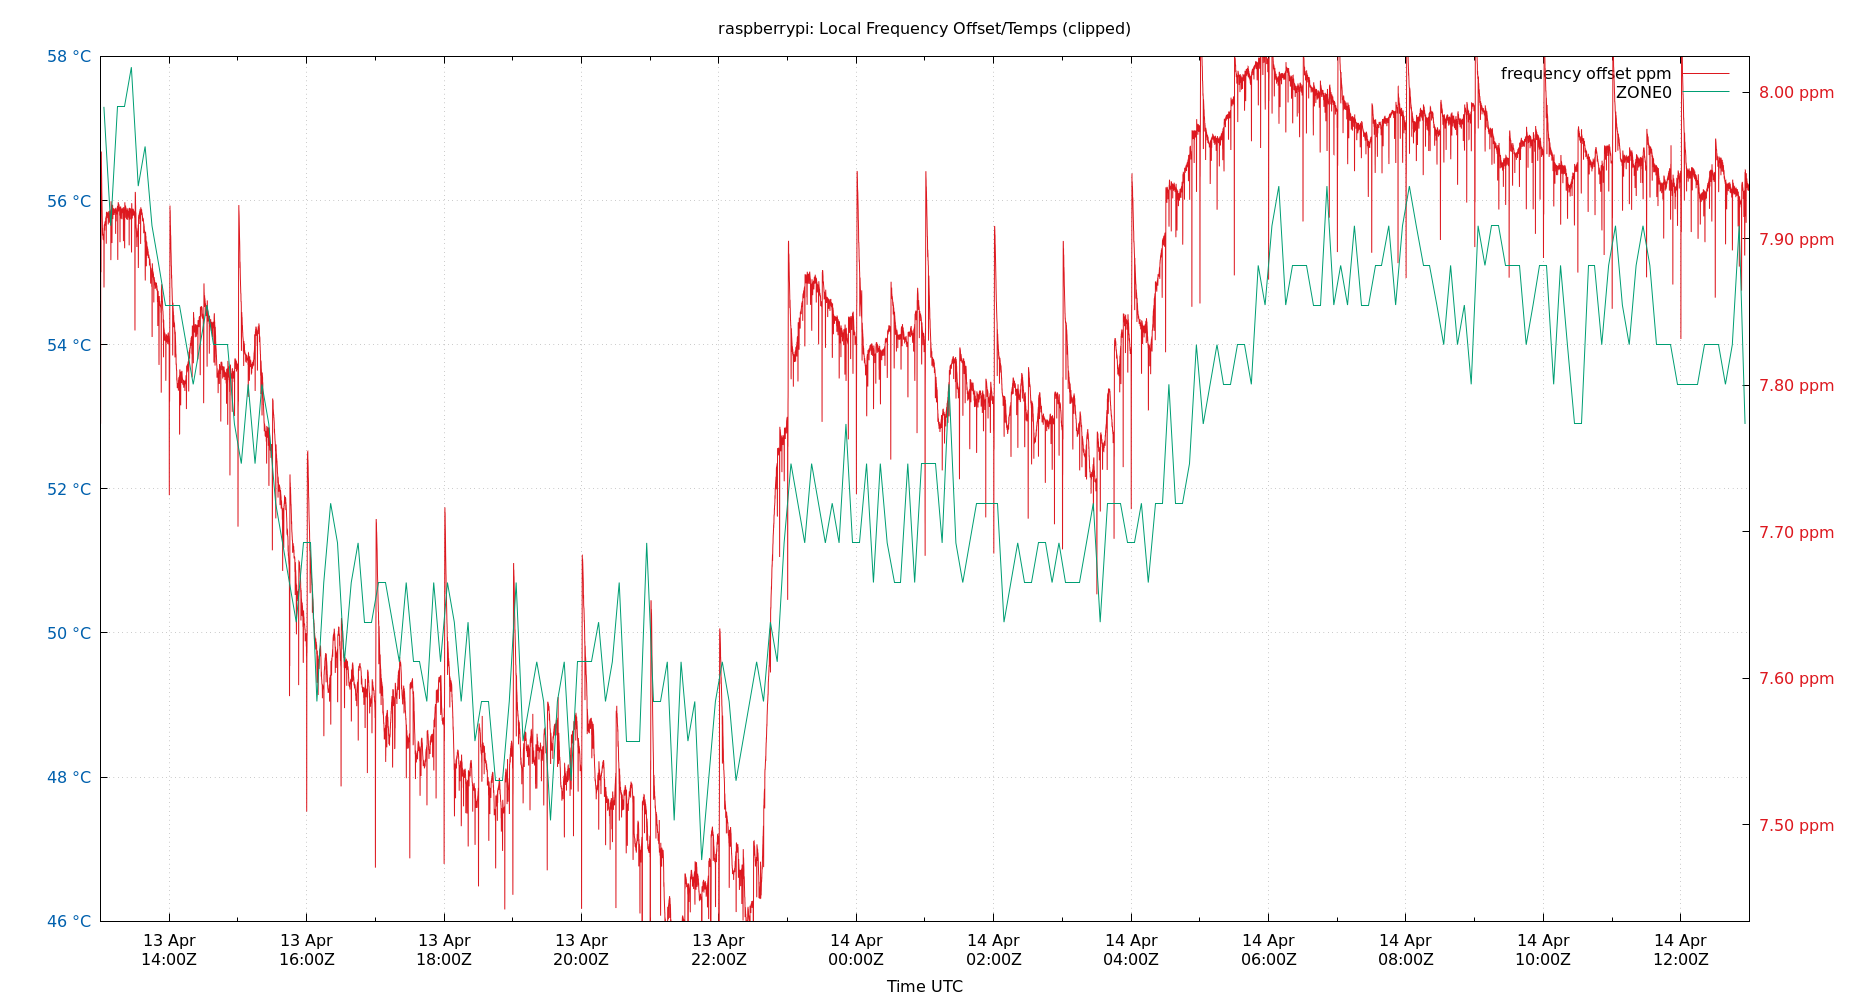 raspberrypi: Local Frequency Offset/Temps (clipped)
58 °C
56 °C
54 °C
52 °C
50 °C
48 °C
46 °C
frequency offset ppm
ZONE0
8.00 ppm
7.90 ppm
7.80 ppm
7.70 ppm
7.60 ppm
7.50 ppm
13 Apr
14:00Z
13 Apr
16:00Z
13 Apr
18:00Z
13 Apr
20:00Z
13 Apr
22:00Z
14 Apr
00:00Z
14 Apr
02:00Z
14 Apr
04:00Z
14 Apr
06:00Z
14 Apr
08:00Z
14 Apr
10:00Z
14 Apr
12:00Z
Time UTC